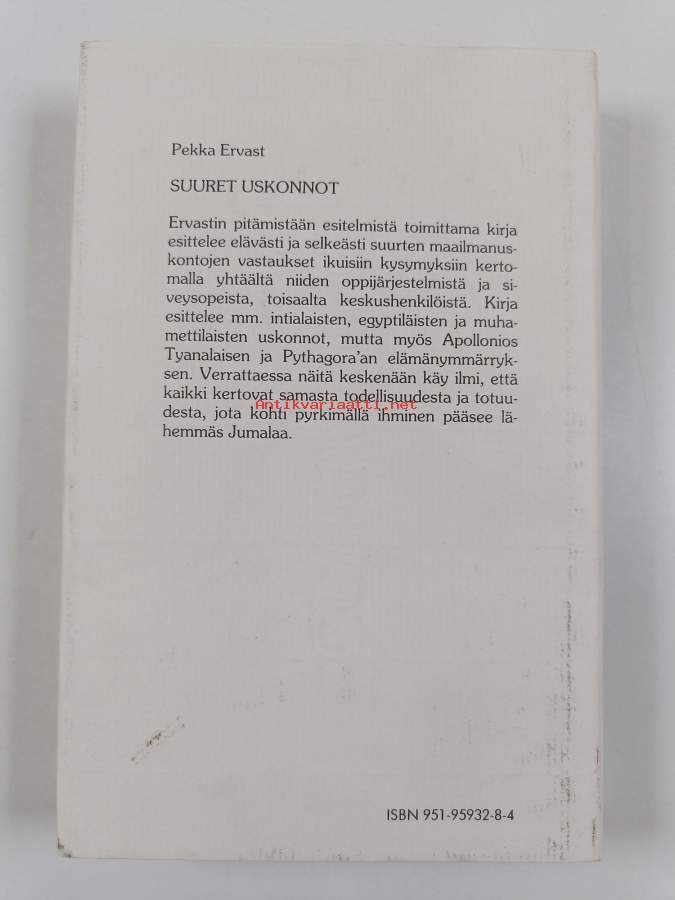 Pekka Ervast
SUURET USKONNOT
Ervastin pitämistään esitelmistä toimittama kirja
esittelee elävästi ja selkeästi suurten maailmanus-
kontojen vastaukset ikuisiin kysymyksiin kerto-
malla yhtäältä niiden oppijärjestelmistä ja si-
veysopeista, toisaalta keskushenkilöistä. Kirja
esittelee mm. intialaisten, egyptiläisten ja muha-
mettilaisten uskonnot, mutta myös Apollonios
Tyanalaisen ja Pythagora'an elämänymmärryk-
sen. Verrattaessa näitä keskenään käy ilmi, että
kaikki kertovat samasta todellisuudesta ja totuu-
Antikvariaatti.net
desta, jota kohti pyrkimällä ihminen pääsee lä-
hemmäs Jumalaa.
ISBN 951-95932-8-4